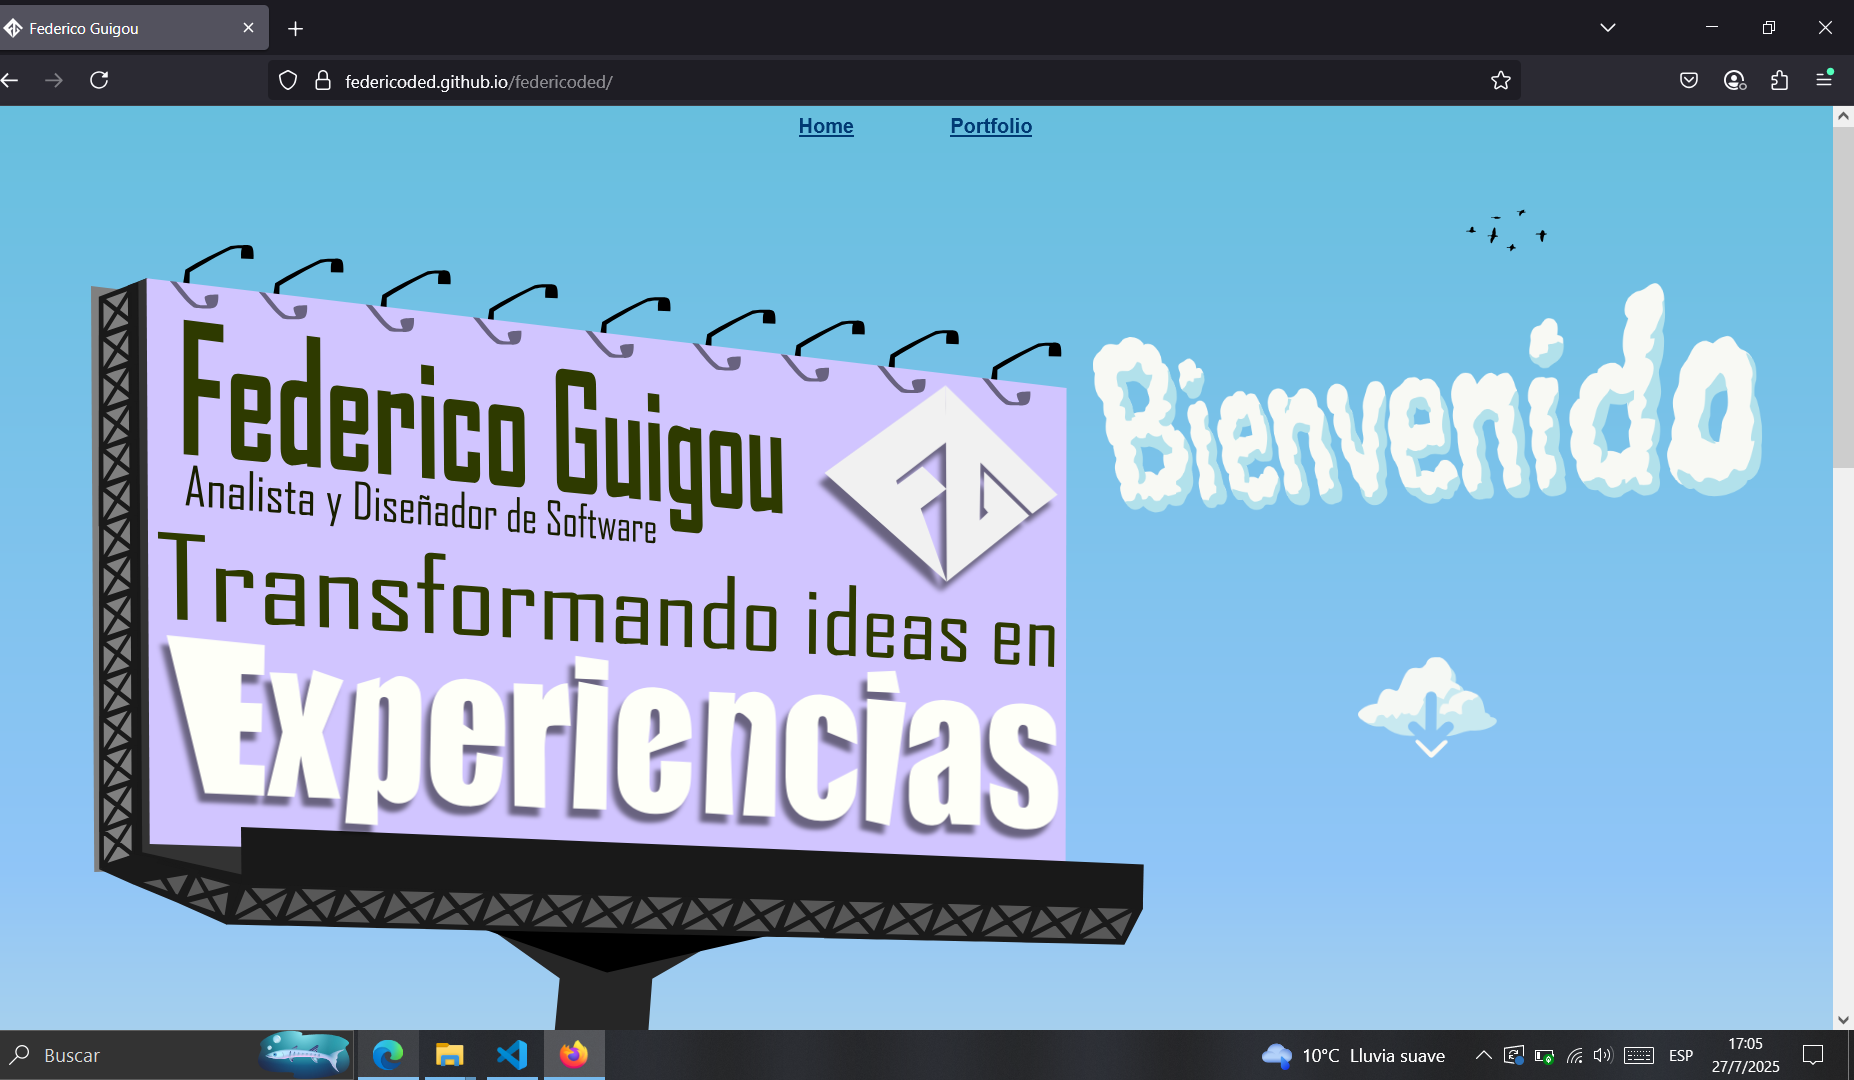 Federico Guigou
federicoded.github.io/federicoded/
Home
Portfolio
Federico Guigou
Analista y Diseñador de Software
Transformando ideas en
Experiencias
Bienvenido
Buscar
10°C Lluvia suave
ESP
17:05
27/7/2025